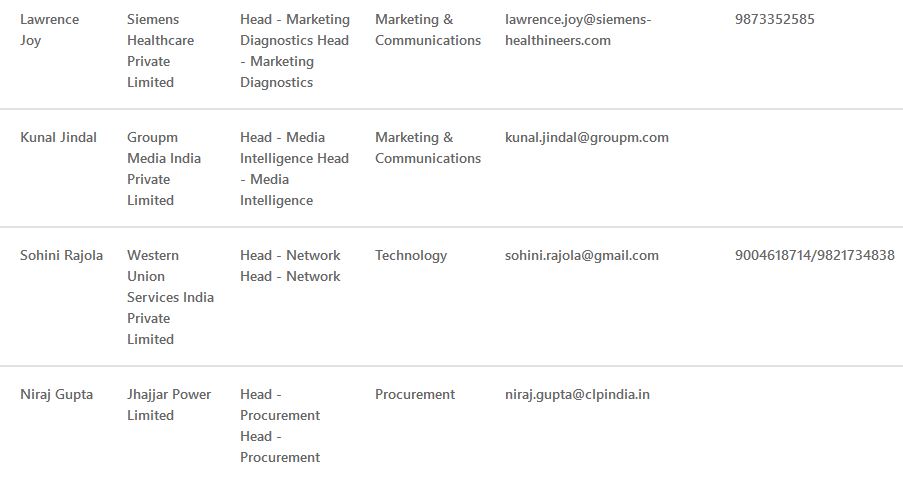 Lawrence Joy
Siemens Healthcare Private Limited
Head - Marketing Diagnostics Head - Marketing Diagnostics
Marketing & Communications
lawrence.joy@siemens-healthineers.com
9873352585
Kunal Jindal
Groupm Media India Private Limited
Head - Media Intelligence Head - Media Intelligence
Marketing & Communications
kunal.jindal@groupm.com
Sohini Rajola
Western Union Services India Private Limited
Head - Network Head - Network
Technology
sohini.rajola@gmail.com
9004618714/9821734838
Niraj Gupta
Jhajjar Power Limited
Head - Procurement Head - Procurement
Procurement
niraj.gupta@clpindia.in